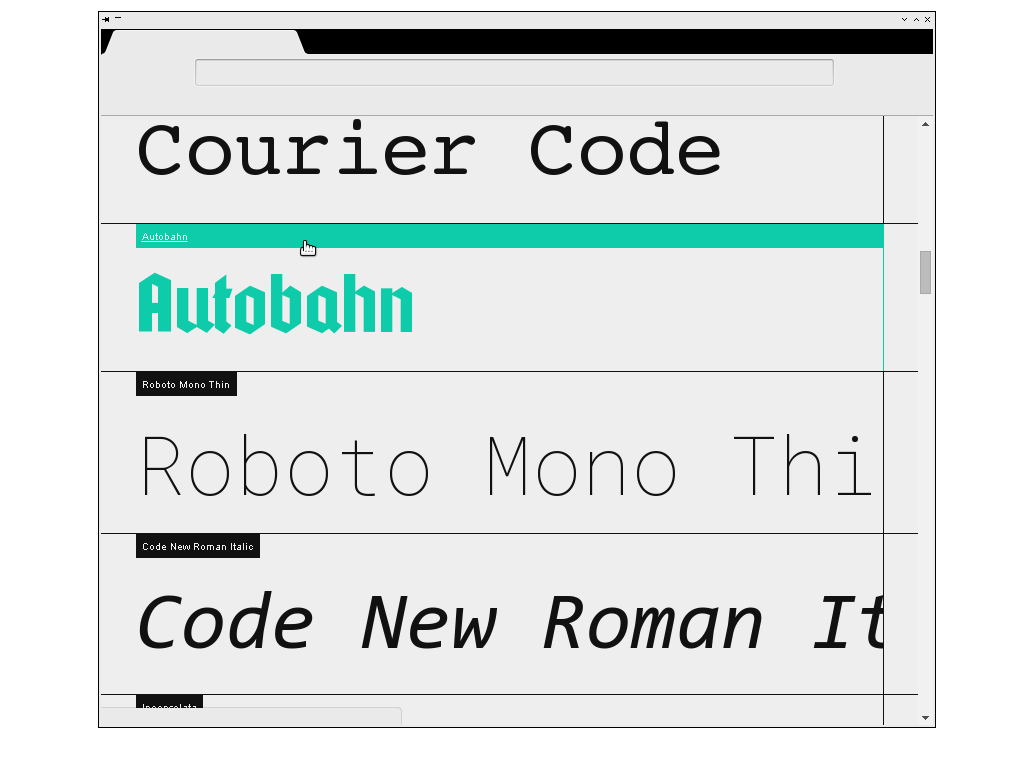 Courier Code
Autobahn
Autobahn
Roboto Mono Thin
Roboto Mono Thi
Code New Roman Italic
Code New Roman It